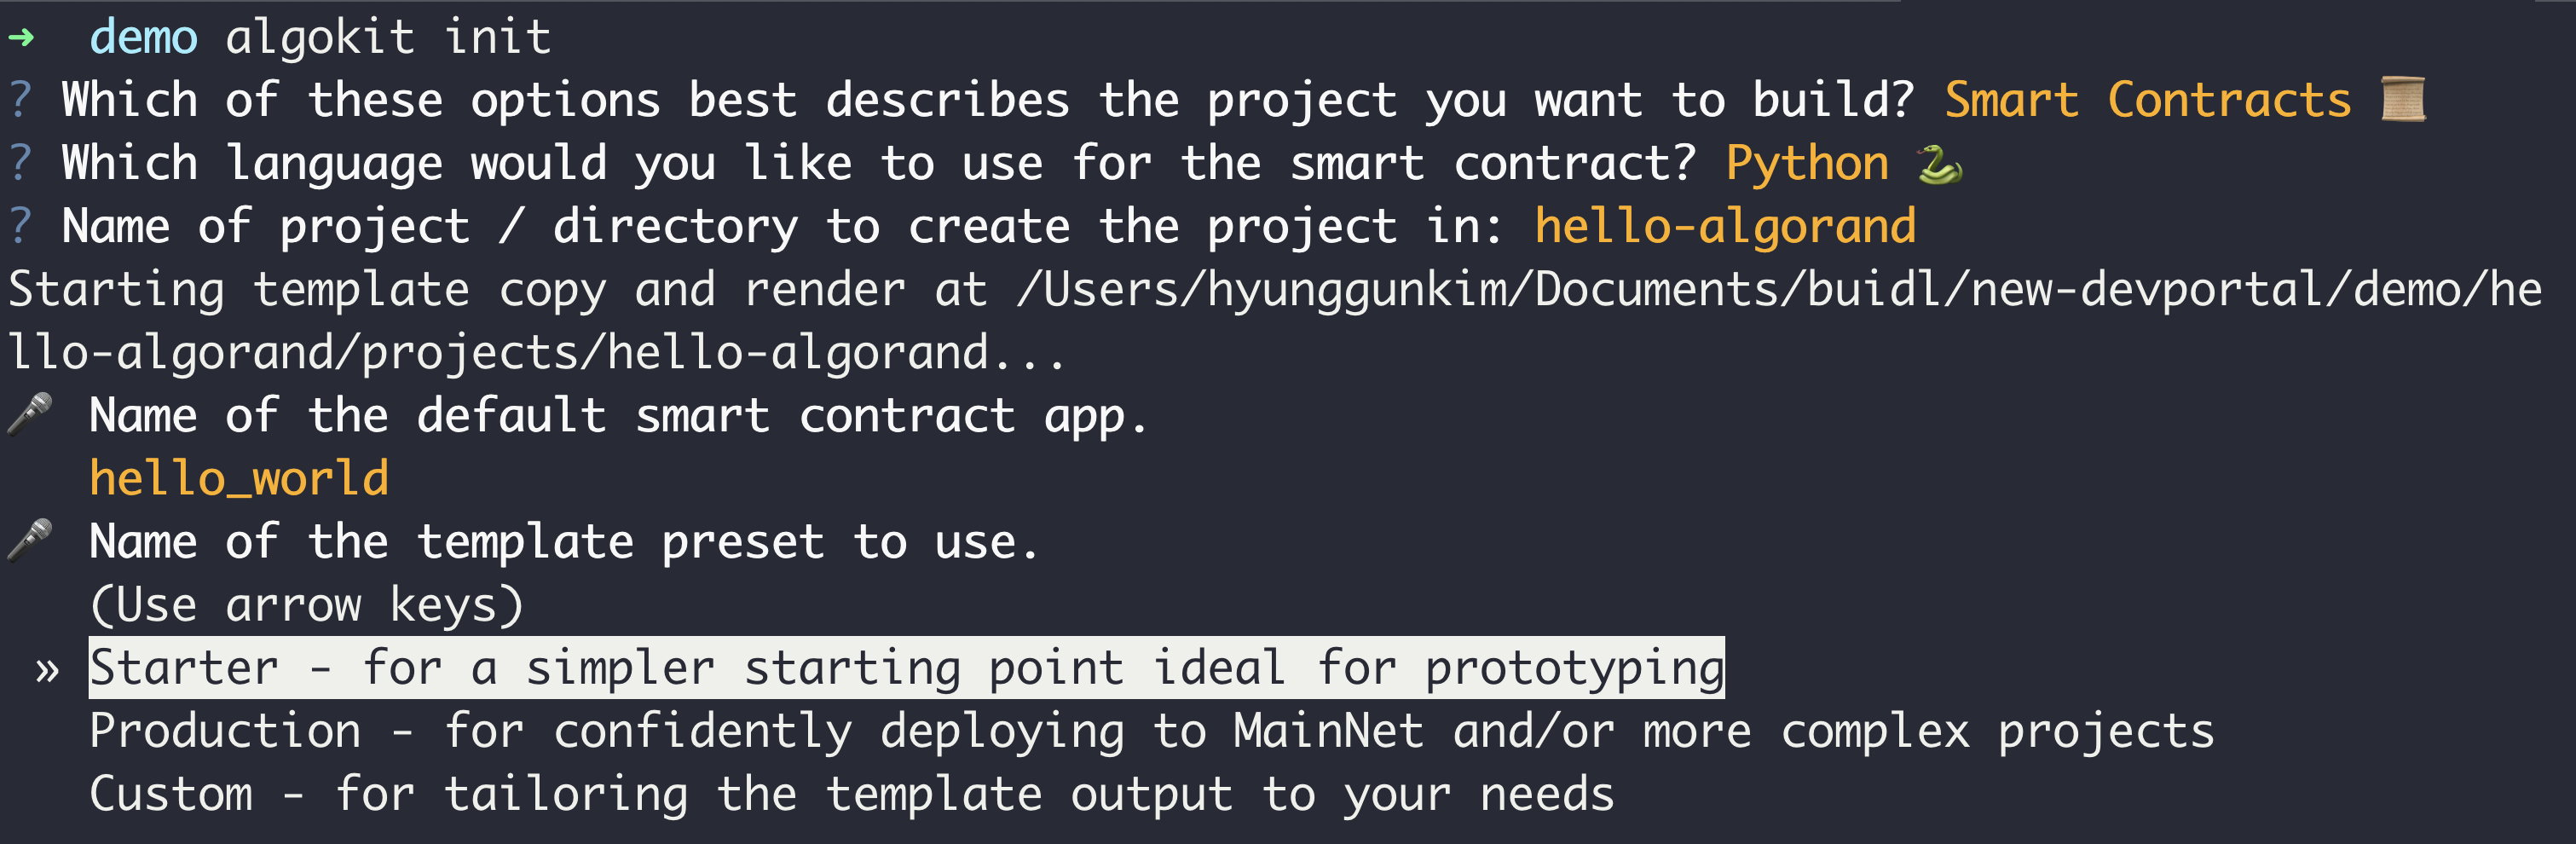 ➜  demo algokit init
? Which of these options best describes the project you want to build? Smart Contracts 📜
? Which language would you like to use for the smart contract? Python 🐍
? Name of project / directory to create the project in: hello-algorand
Starting template copy and render at /Users/hyunggunkim/Documents/buidl/new-devportal/demo/he
llo-algorand/projects/hello-algorand...
🎤 Name of the default smart contract app.
hello_world
🎤 Name of the template preset to use.
(Use arrow keys)
» Starter - for a simpler starting point ideal for prototyping
Production - for confidently deploying to MainNet and/or more complex projects
Custom - for tailoring the template output to your needs